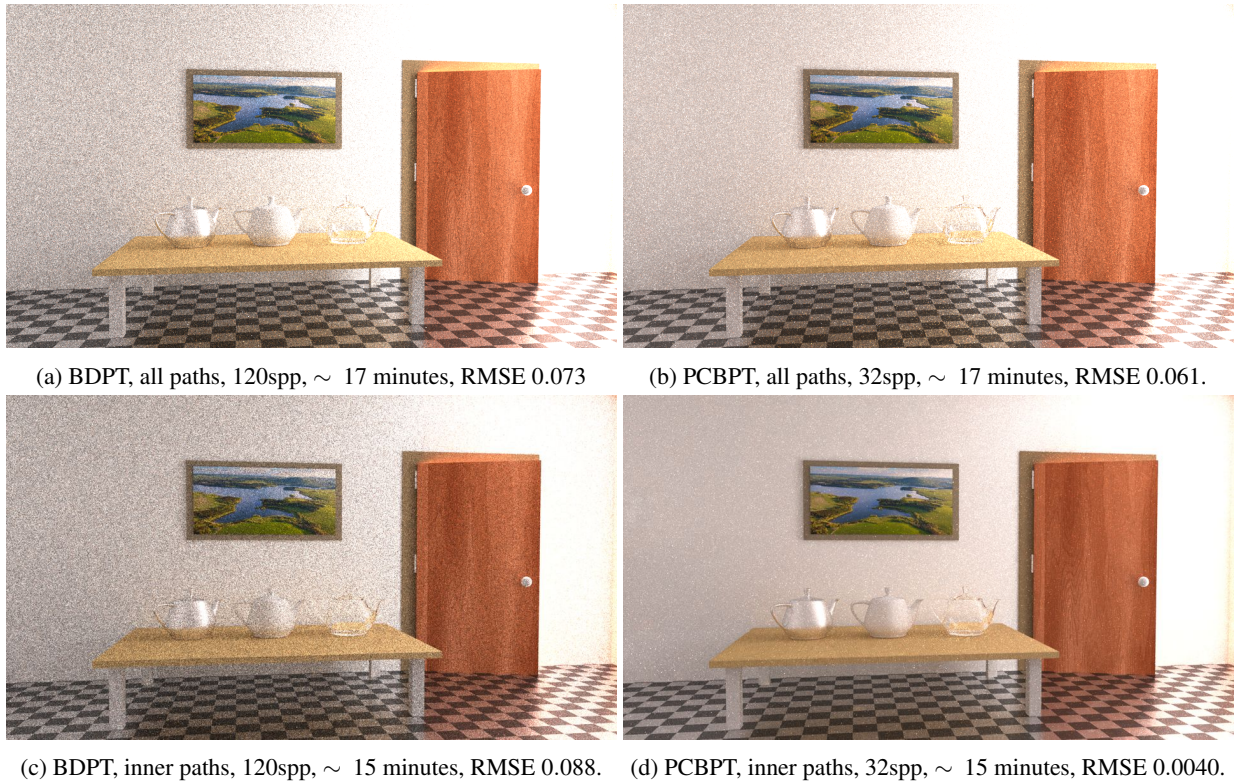 (a) BDPT, all paths, 120spp, ∼ 17 minutes, RMSE 0.073
(b) PCBPT, all paths, 32spp, ∼ 17 minutes, RMSE 0.061.
(c) BDPT, inner paths, 120spp, ∼ 15 minutes, RMSE 0.088.
(d) PCBPT, inner paths, 32spp, ∼ 15 minutes, RMSE 0.0040.